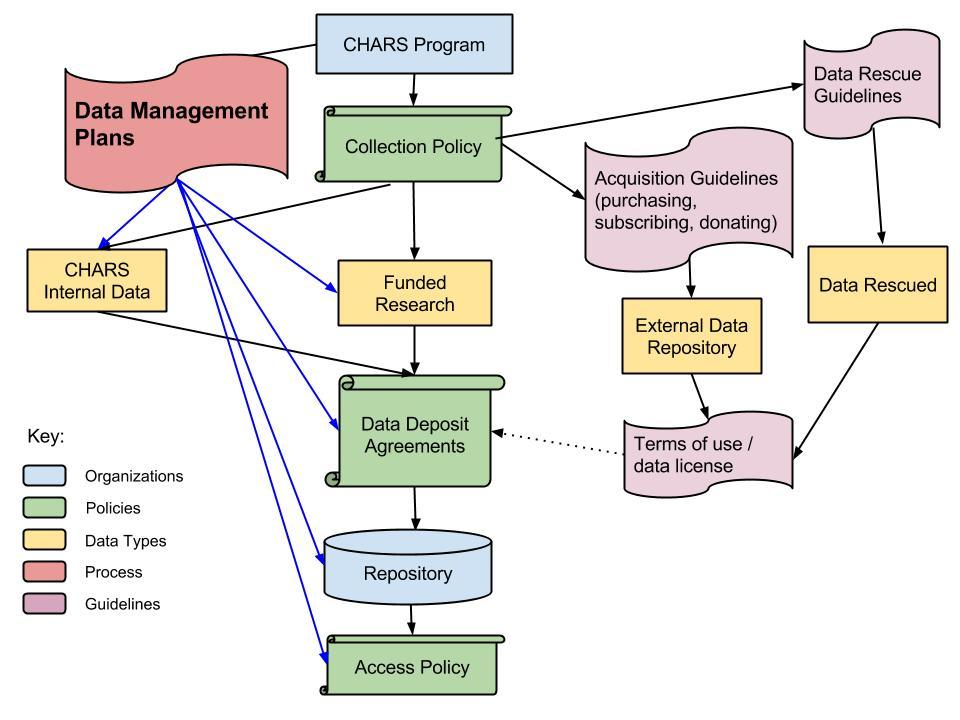 CHARS Program
Data Management
Plans
Collection Policy
Data Rescue
Guidelines
Acquisition Guidelines
(purchasing,
subscribing, donating)
CHARS
Internal Data
Funded
Research
External Data
Repository
Data Rescued
Data Deposit
Agreements
Terms of use /
data license
Repository
Access Policy
Key:
Organizations
Policies
Data Types
Process
Guidelines